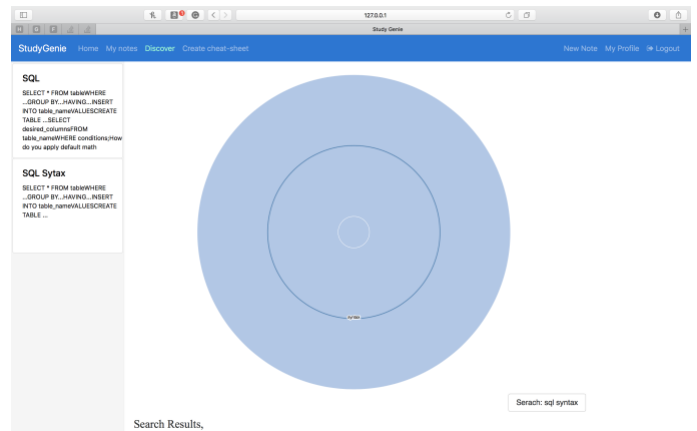 127.0.0.1
Study Genie
StudyGenie Home My notes Discover Create cheat-sheet New Note My Profile Logout
SQL
SELECT * FROM tableWHERE
...GROUP BY...HAVING...INSERT
INTO table_nameVALUESCREATE
TABLE ...SELECT
desired_columnsFROM
table_nameWHERE conditions;How
do you apply default math
SQL Sytax
SELECT * FROM tableWHERE
...GROUP BY...HAVING...INSERT
INTO table_nameVALUESCREATE
TABLE ...
syntax
Serach: sql syntax
Search Results,